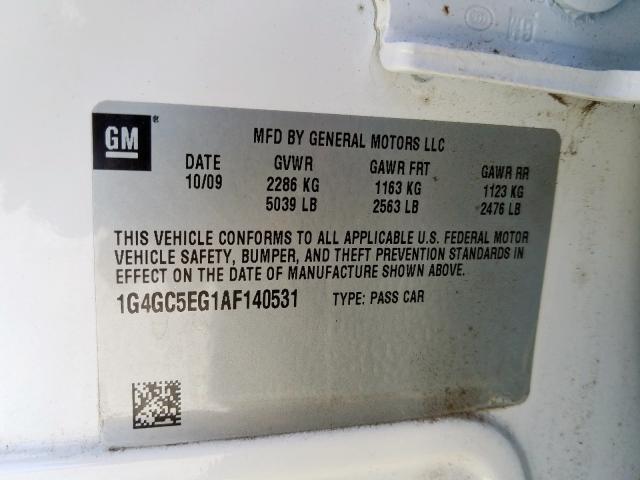 GM®
MFD BY GENERAL MOTORS LLC
DATE GVWR GAWR FRT GAWR RR
10/09 2286 KG 1163 KG 1123 KG
5039 LB 2563 LB 2476 LB
THIS VEHICLE CONFORMS TO ALL APPLICABLE U.S. FEDERAL MOTOR
VEHICLE SAFETY, BUMPER, AND THEFT PREVENTION STANDARDS IN
EFFECT ON THE DATE OF MANUFACTURE SHOWN ABOVE.
1G4GC5EG1AF140531 TYPE: PASS CAR